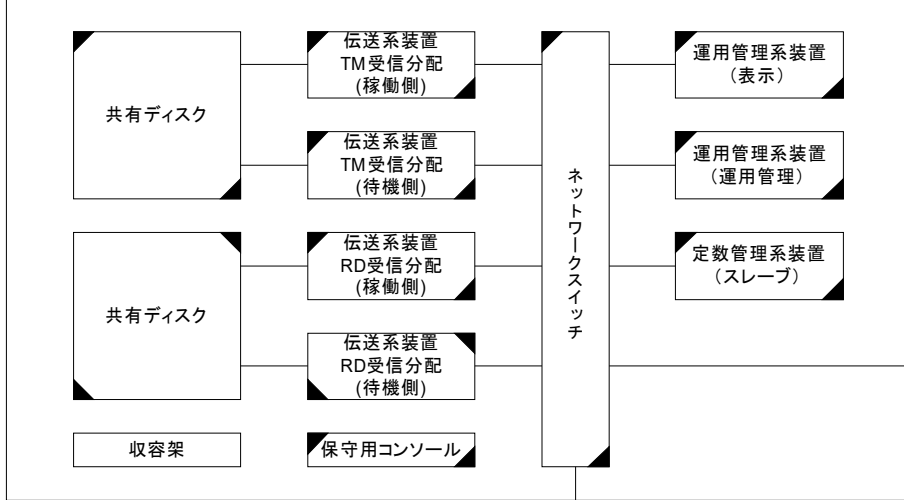 共有ディスク
伝送系装置
TM受信分配
(稼働側)
伝送系装置
TM受信分配
(待機側)
共有ディスク
伝送系装置
RD受信分配
(稼働側)
伝送系装置
RD受信分配
(待機側)
収容架
保守用コンソール
ネットワークスイッチ
運用管理系装置
（表示）
運用管理系装置
（運用管理）
定数管理系装置
（スレーブ）